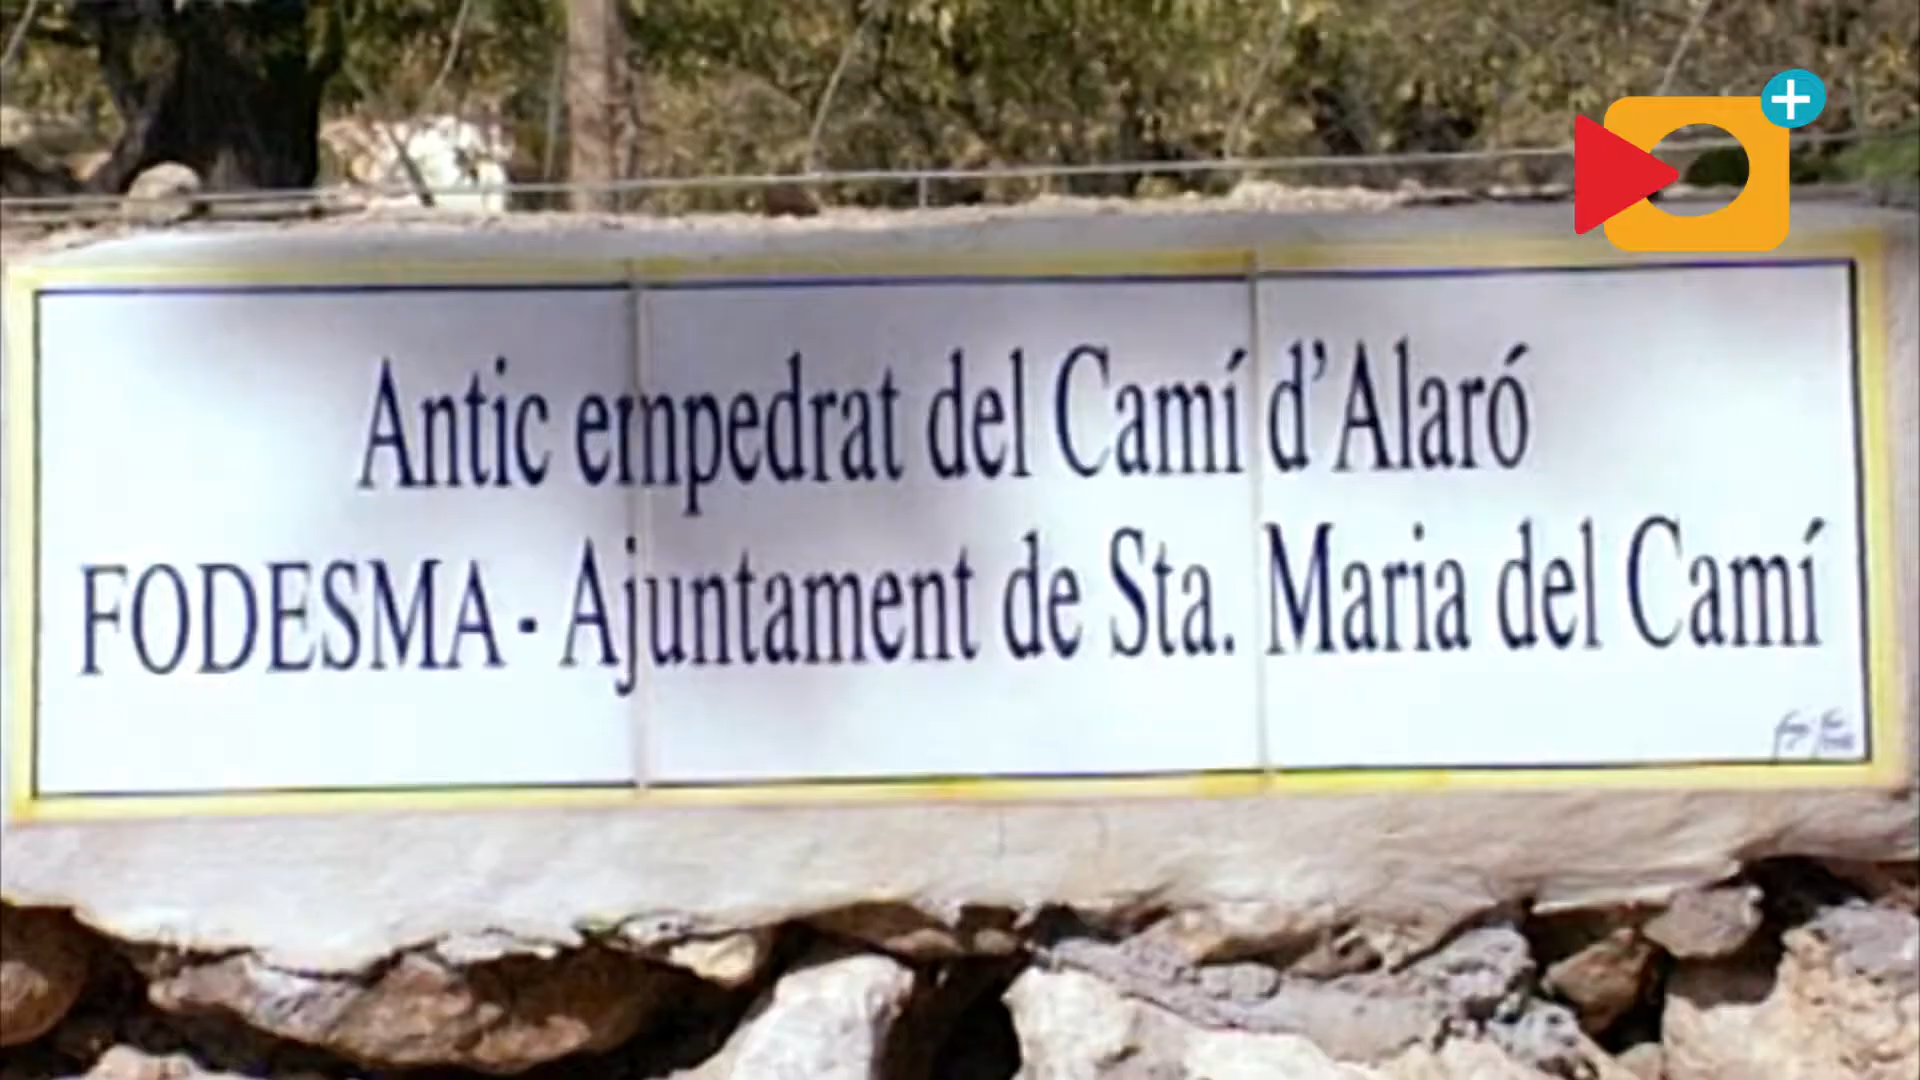 Antic empedrat del Camí d'Alaró
FODESMA - Ajuntament de Sta. Maria del Camí